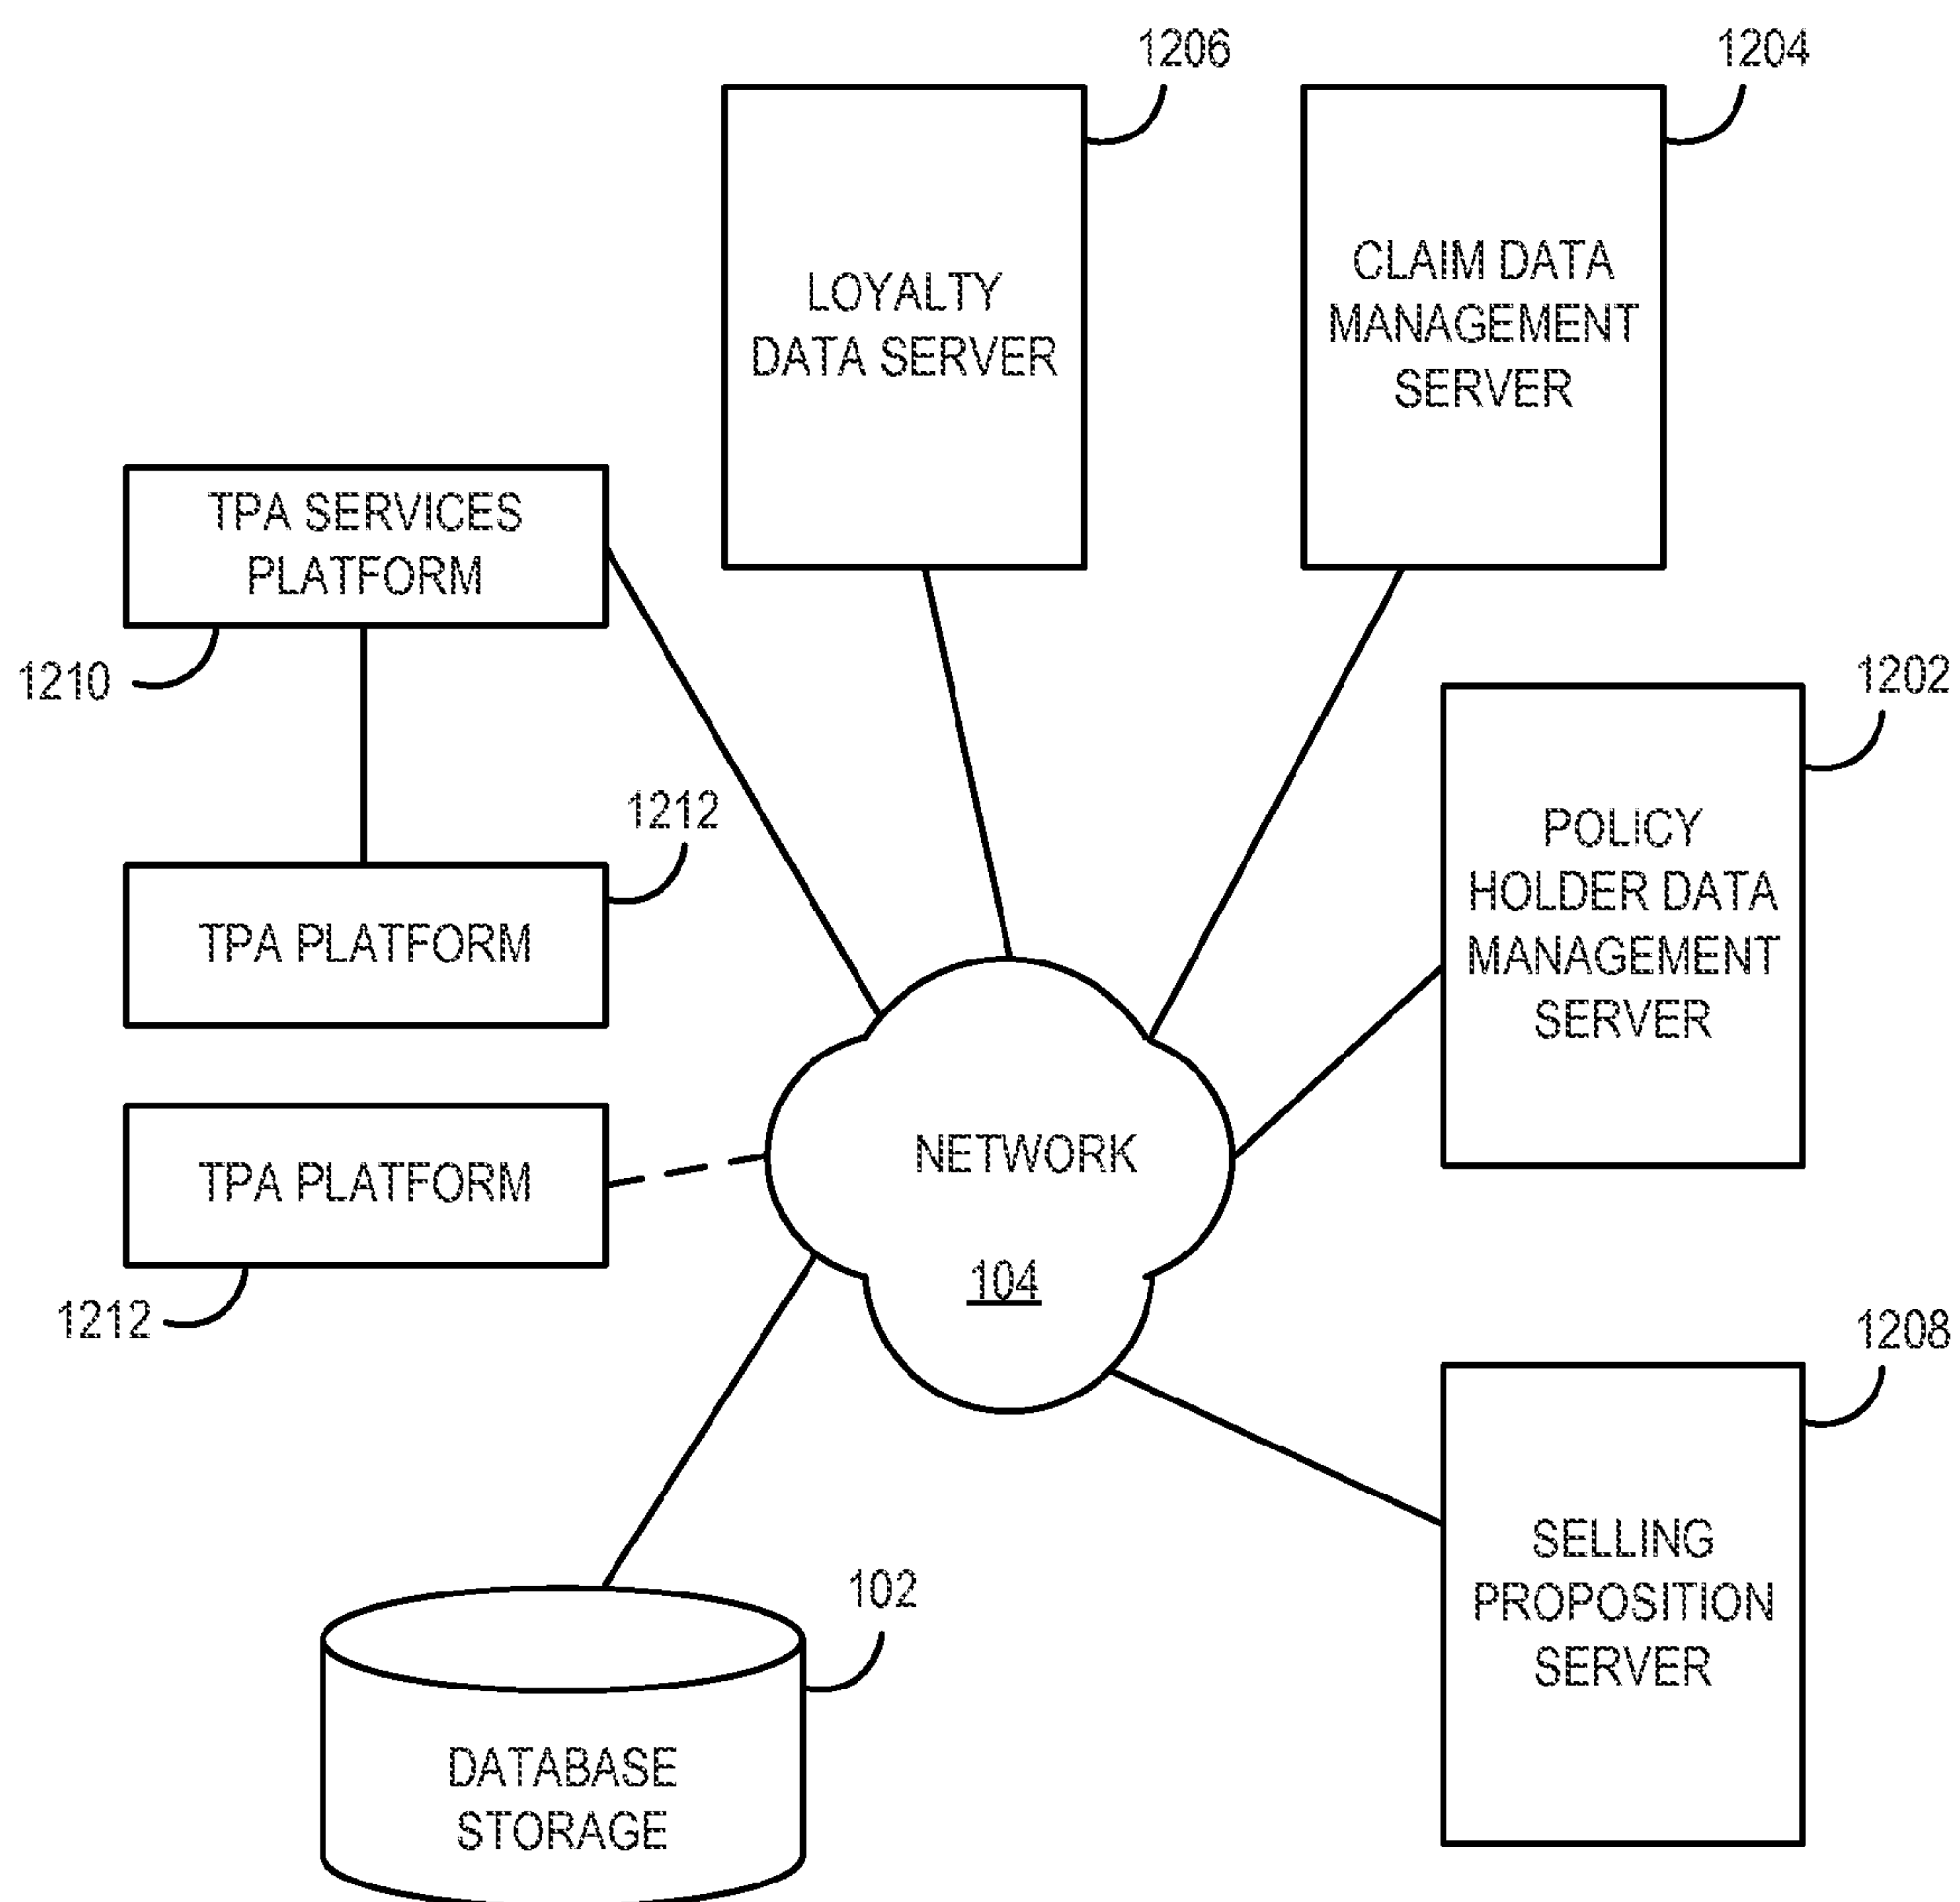 1206
1204
LOYALTY
DATA SERVER
CLAIM DATA
MANAGEMENT
SERVER
TPA SERVICES
PLATFORM
1210
1202
1212
TPA PLATFORM
POLICY
HOLDER DATA
MANAGEMENT
SERVER
TPA PLATFORM
1212
NETWORK
104
1208
SELLING
PROPOSITION
SERVER
102
DATABASE
STORAGE